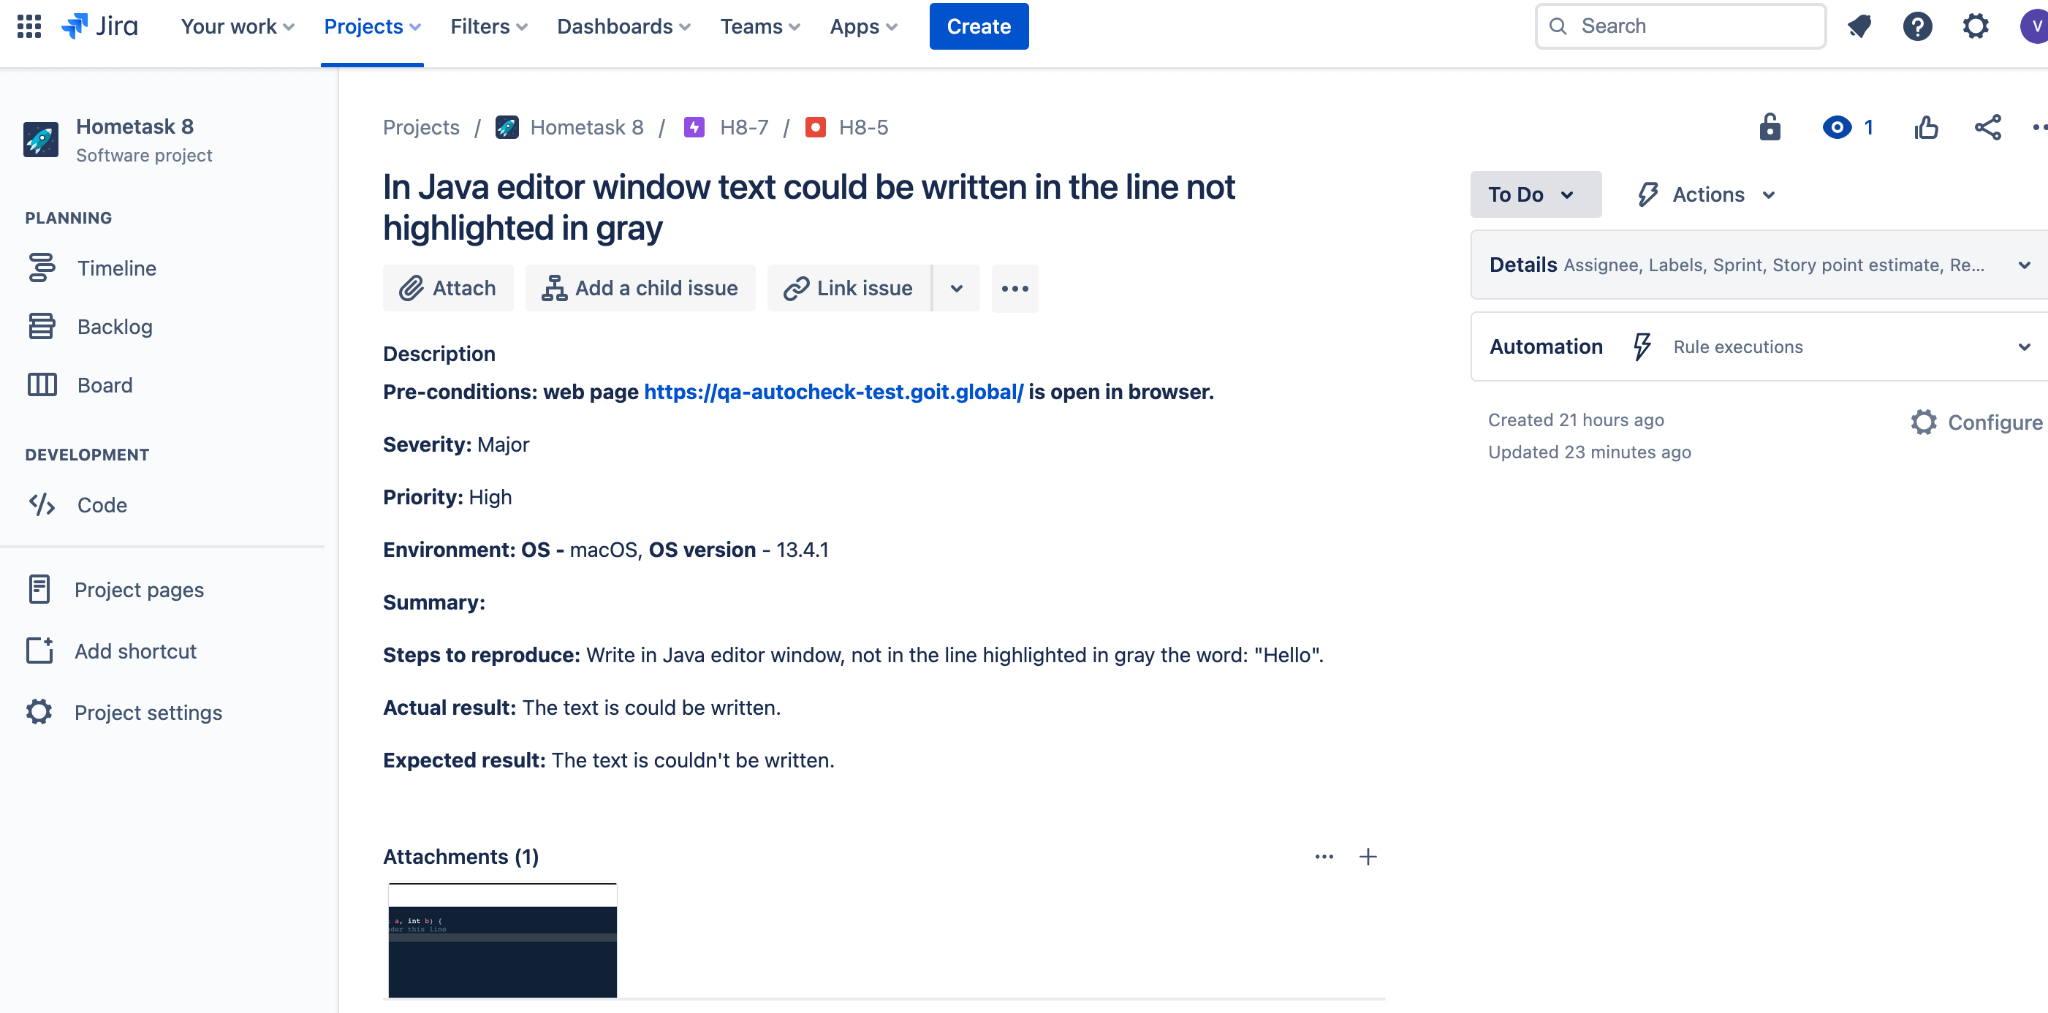 Jira Your work Projects Filters Dashboards Teams Apps Create Search V
Hometask 8
Software project
PLANNING
Timeline
Backlog
Board
DEVELOPMENT
Code
Project pages
Add shortcut
Project settings
Projects / Hometask 8 / H8-7 / H8-5
1
In Java editor window text could be written in the line not
highlighted in gray
Attach Add a child issue Link issue
Description
Pre-conditions: web page https://qa-autocheck-test.goit.global/ is open in browser.
Severity: Major
Priority: High
Environment: OS - macOS, OS version - 13.4.1
Summary:
Steps to reproduce: Write in Java editor window, not in the line highlighted in gray the word: "Hello".
Actual result: The text is could be written.
Expected result: The text is couldn't be written.
Attachments (1)
a, int b) {
this line
To Do Actions
Details Assignee, Labels, Sprint, Story point estimate, Re...
Automation Rule executions
Created 21 hours ago
Configure
Updated 23 minutes ago